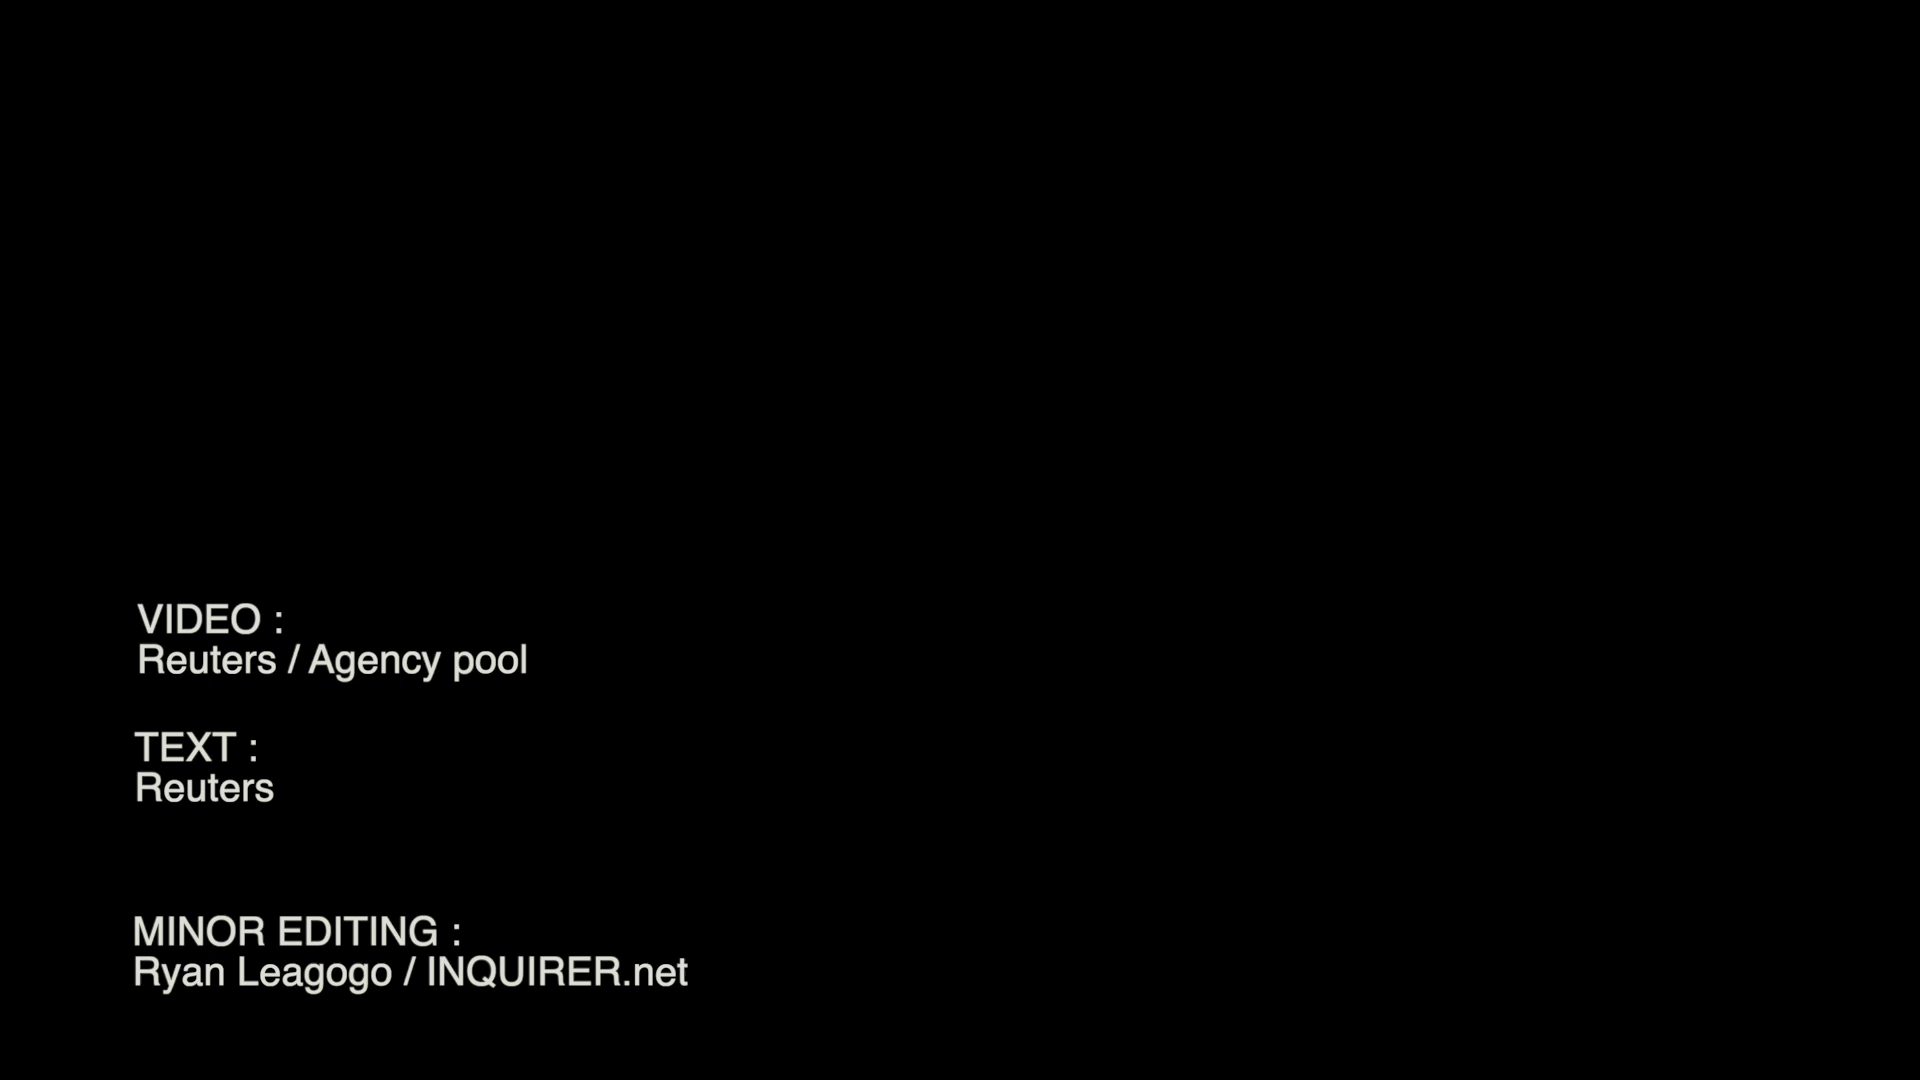 VIDEO :
Reuters / Agency pool
TEXT :
Reuters
MINOR EDITING :
Ryan Leagogo / INQUIRER.net